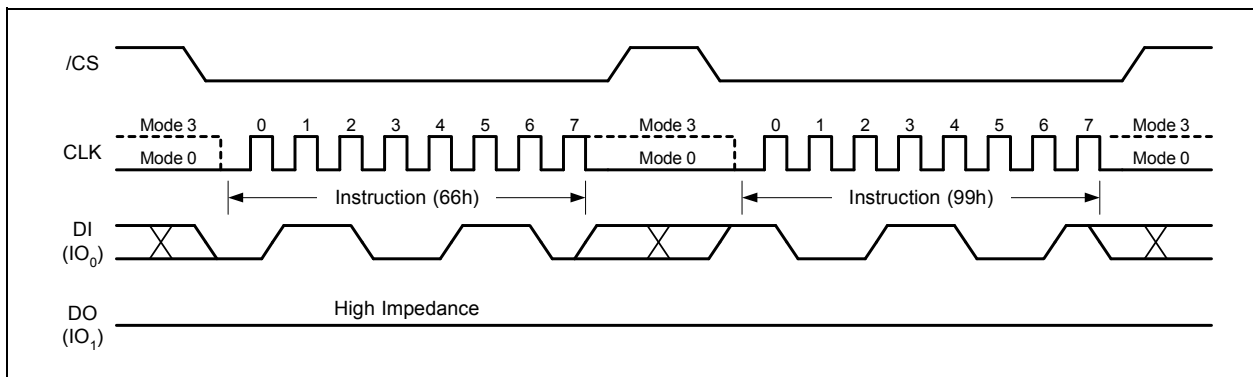 /CS
Mode 3 0 1 2 3 4 5 6 7 Mode 3 0 1 2 3 4 5 6 7 Mode 3
CLK
Mode 0 Mode 0 Mode 0
Instruction (66h) Instruction (99h)
DI
(IO0)
High Impedance
DO
(IO1)